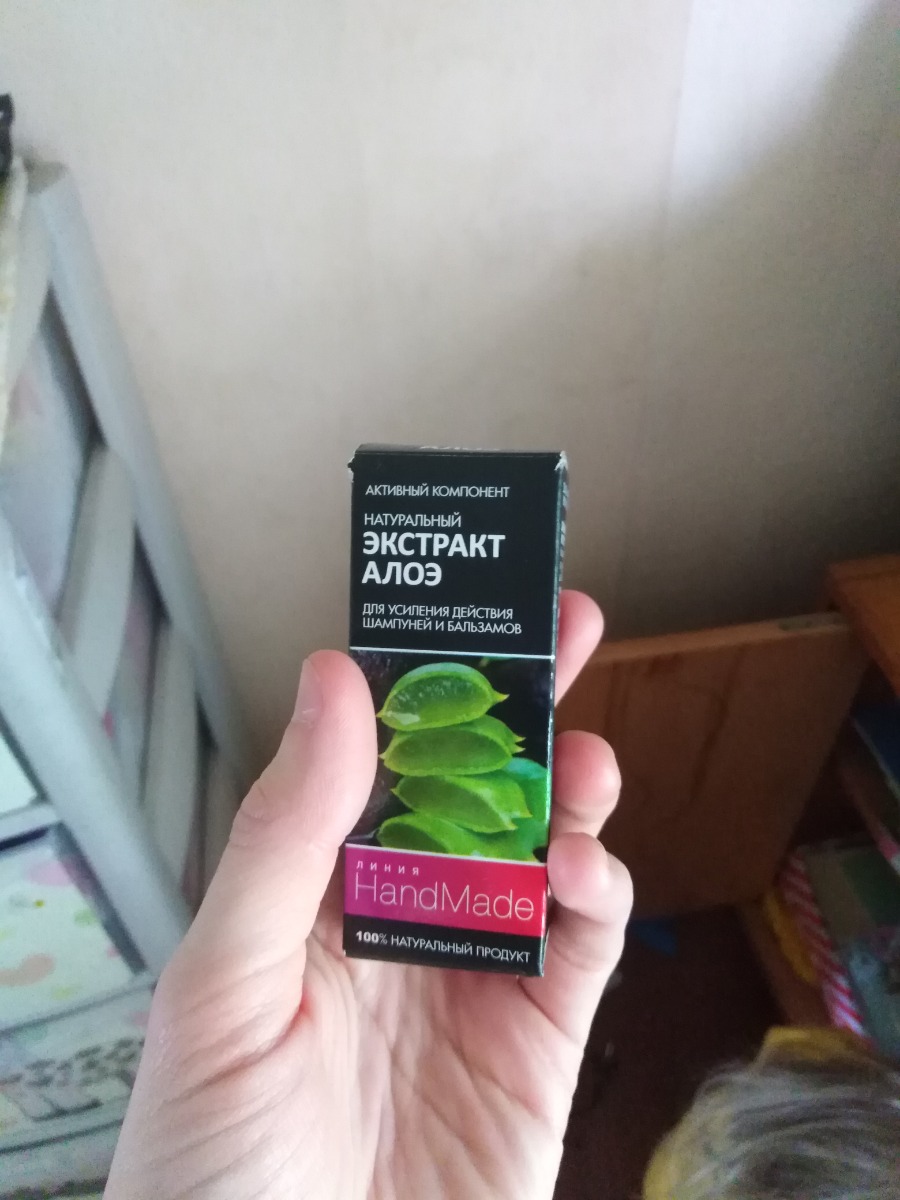 АКТИВНЫЙ КОМПОНЕНТ
НАТУРАЛЬНЫЙ
ЭКСТРАКТ
АЛОЭ
ДЛЯ УСИЛЕНИЯ ДЕЙСТВИЯ
ШАМПУНЕЙ И БАЛЬЗАМОВ
ЛИНИЯ
HandMade
100% НАТУРАЛЬНЫЙ ПРОДУКТ